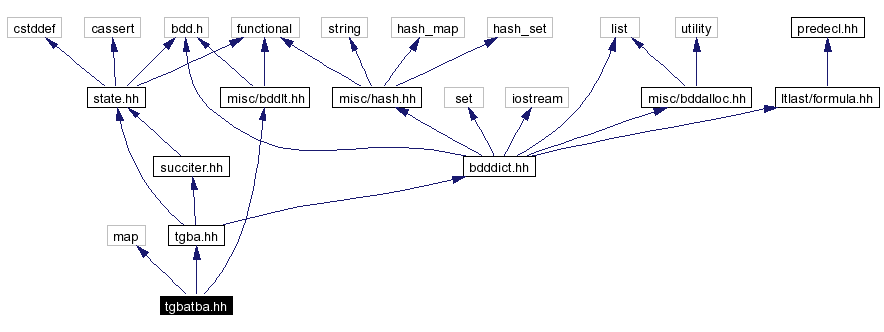 cstddef cassert bdd.h functional string hash_map hash_set list utility predecl.hh
state.hh misc/bddlt.hh misc/hash.hh set iostream misc/bddalloc.hh ltlast/formula.hh
succiter.hh bdddict.hh
map tgba.hh
tgbatba.hh